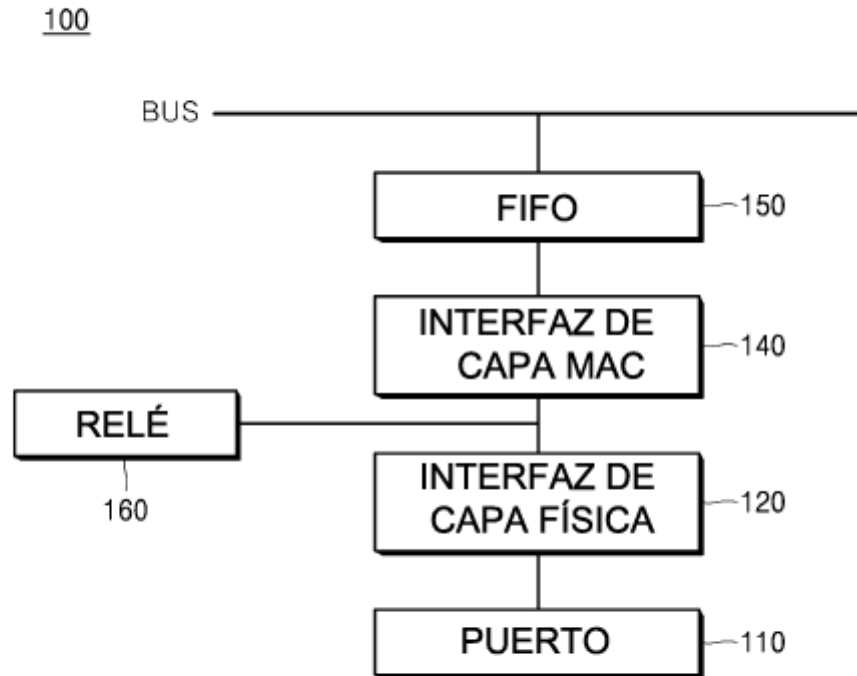 100
BUS
FIFO
150
INTERFAZ DE
CAPA MAC
140
RELÉ
160
INTERFAZ DE
CAPA FÍSICA
120
PUERTO
110